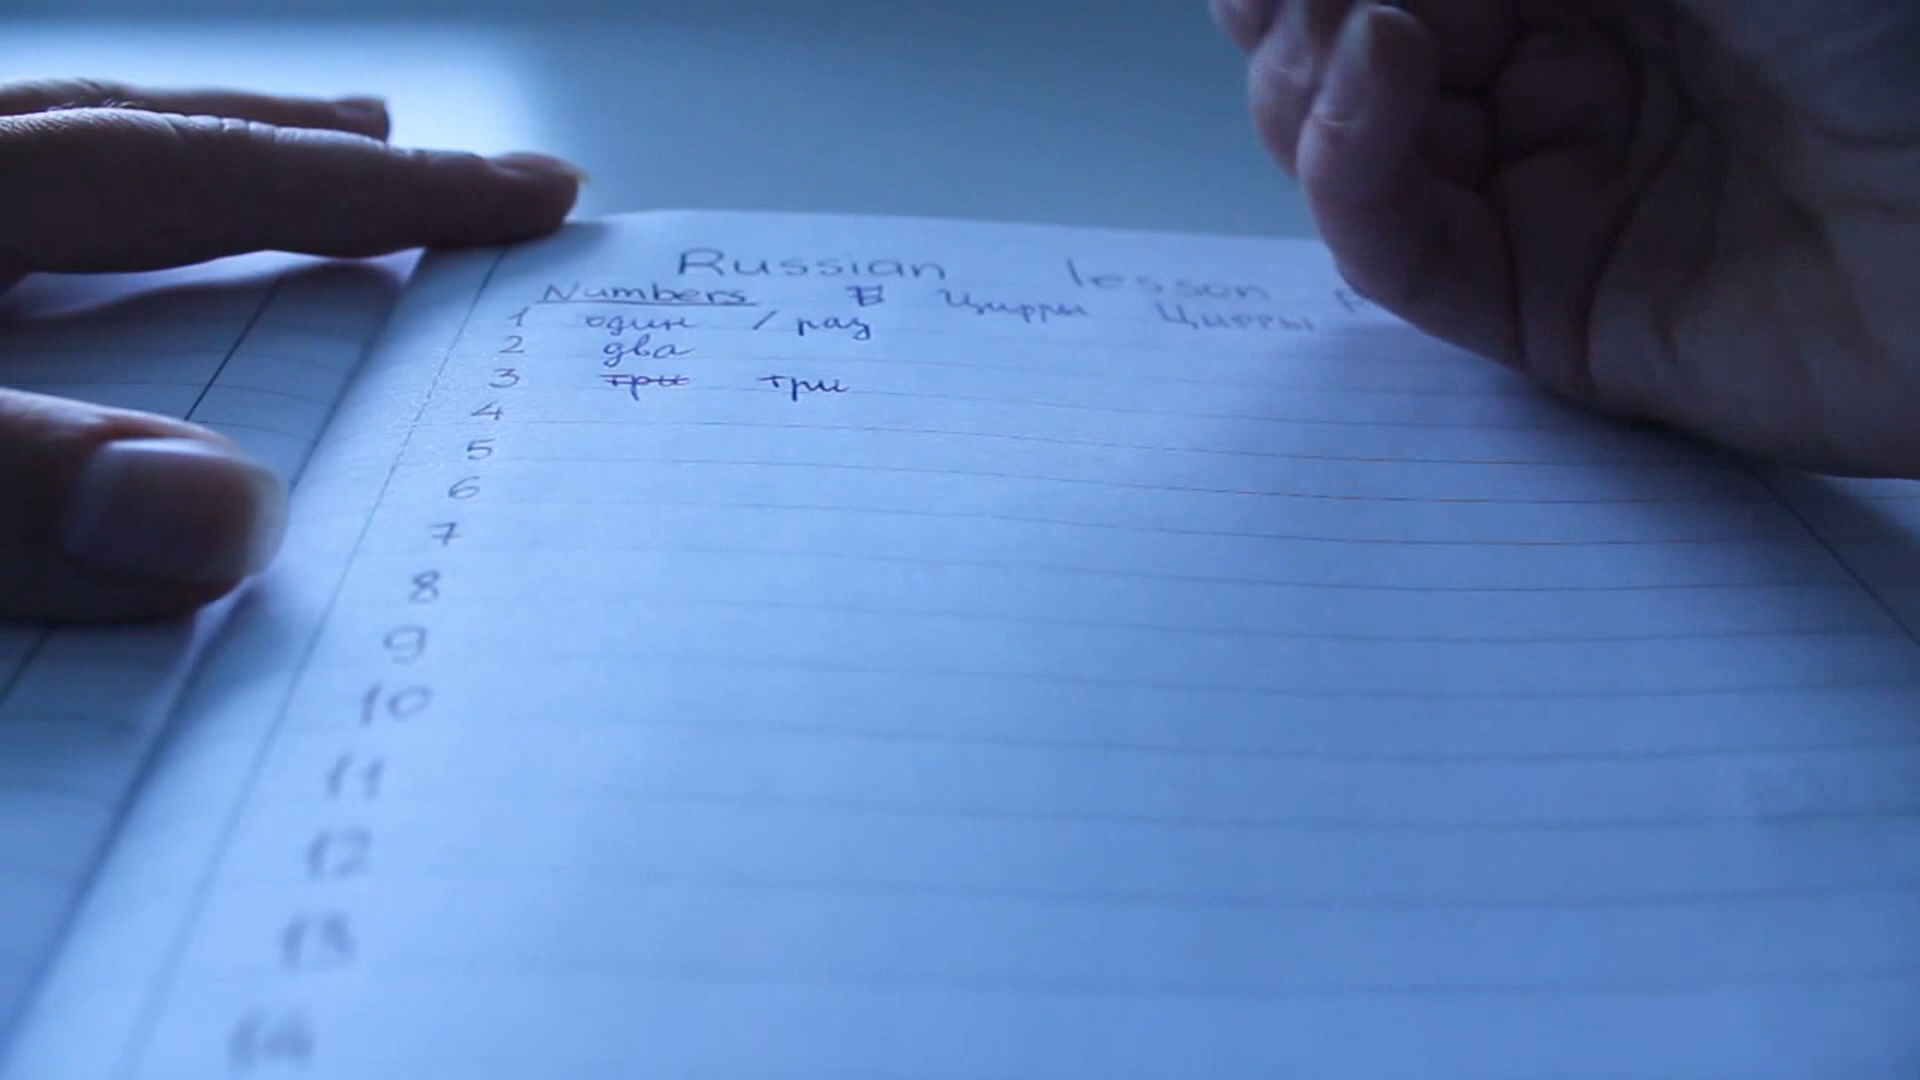 Russian lesson
Numbers Цифры Цифры
1 один / раз
2 два
3 три три
4
5
6
7
8
9
10
11
12
13
14